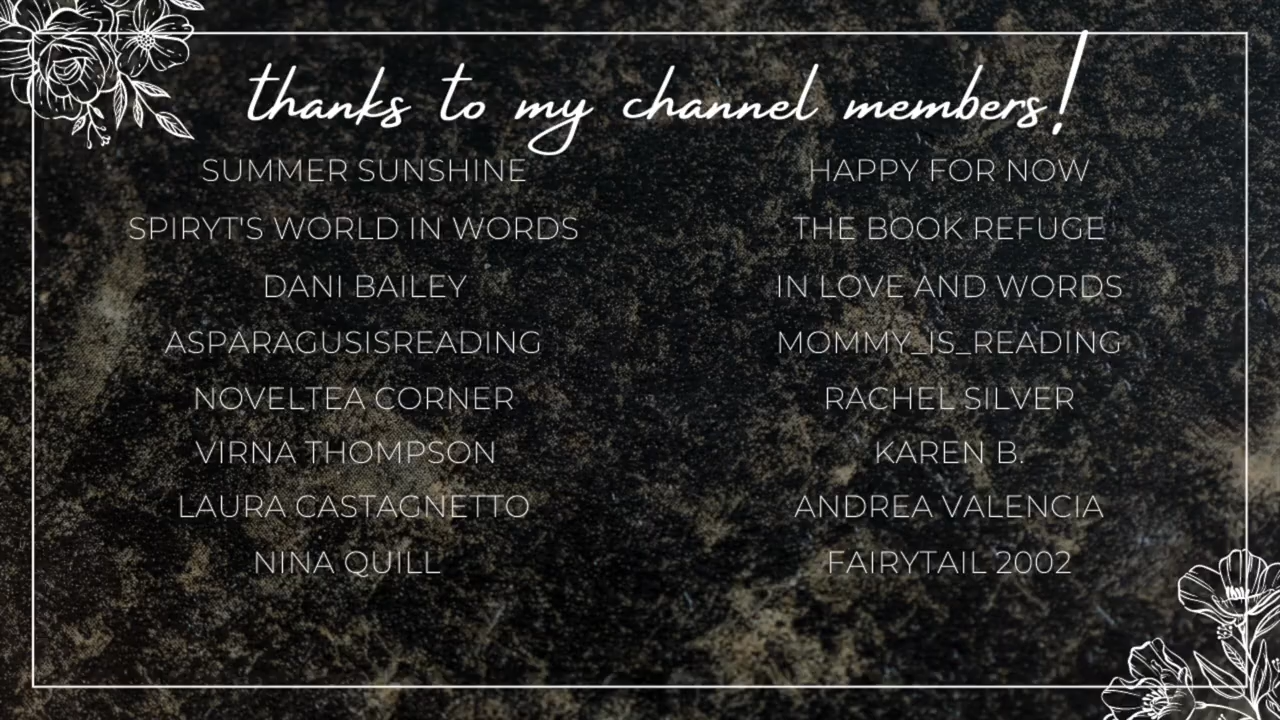 thanks to my channel members!
SUMMER SUNSHINE
SPIRYT'S WORLD IN WORDS
DANI BAILEY
ASPARAGUSISREADING
NOVELTEA CORNER
VIRNA THOMPSON
LAURA CASTAGNETTO
NINA QUILL
HAPPY FOR NOW
THE BOOK REFUGE
IN LOVE AND WORDS
MOMMY_IS_READING
RACHEL SILVER
KAREN B.
ANDREA VALENCIA
FAIRYTAIL 2002